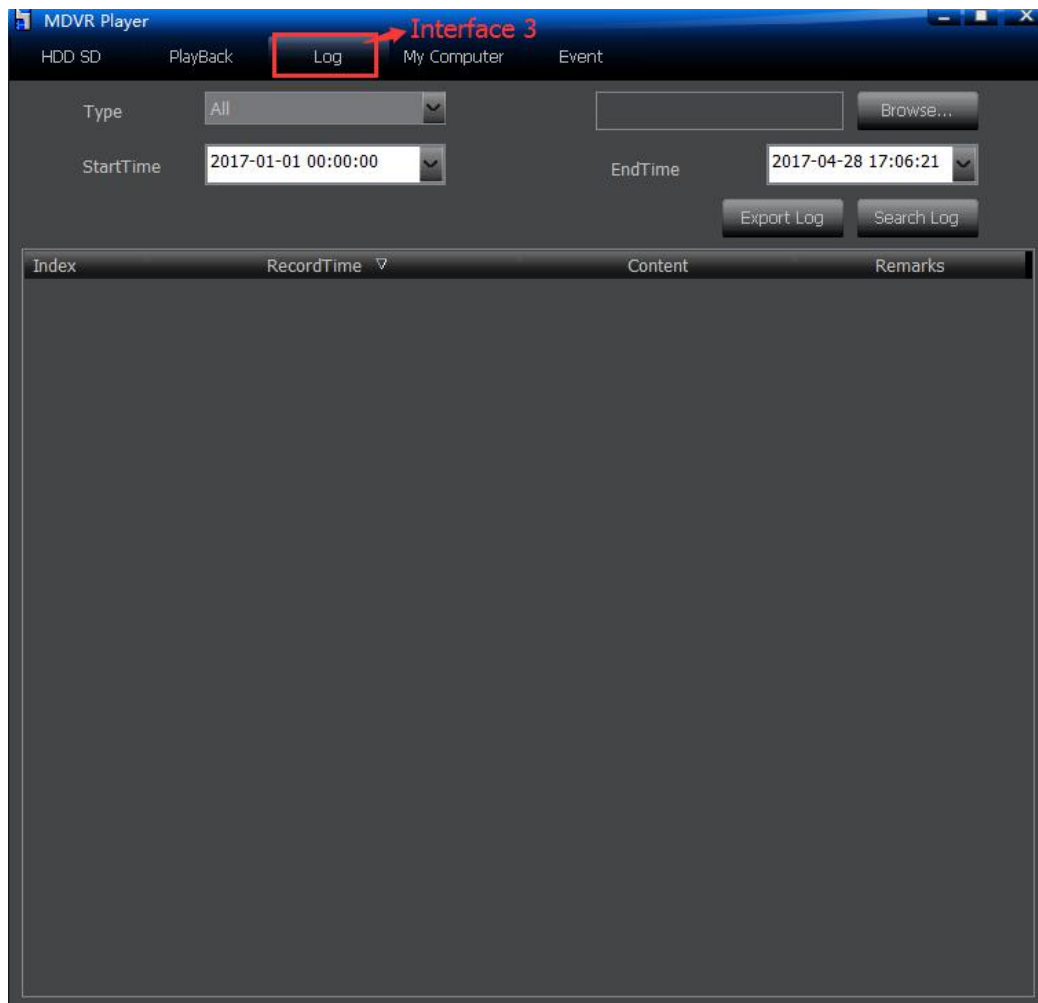 MDVR Player
Interface 3
HDD SD PlayBack Log My Computer Event
Type All Browse...
StartTime 2017-01-01 00:00:00 EndTime 2017-04-28 17:06:21
Export Log Search Log
Index RecordTime Content Remarks